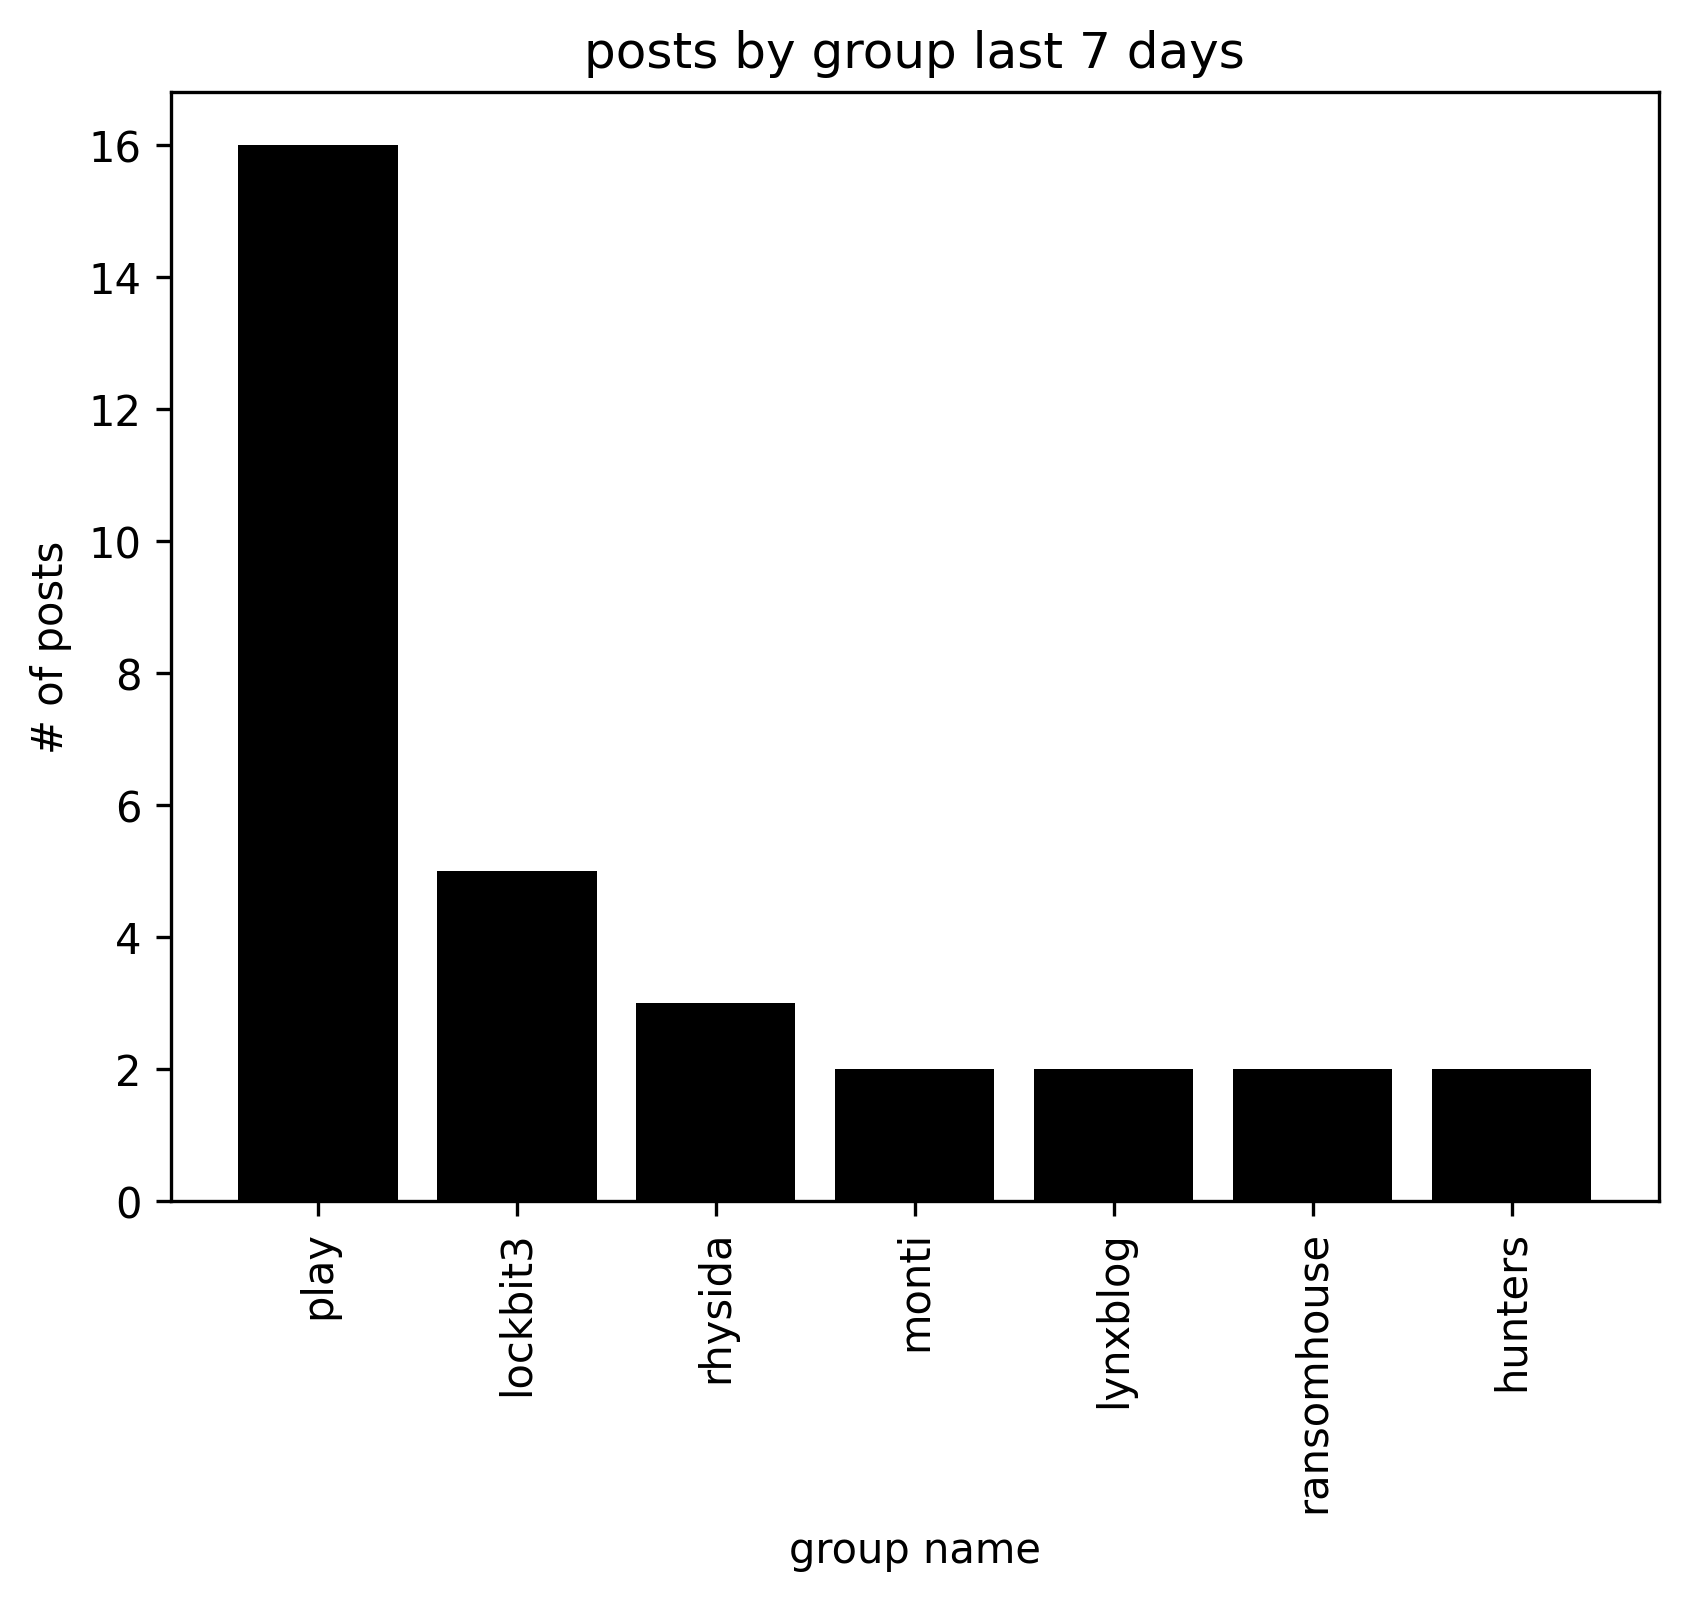 posts by group last 7 days
16
14
12
10
8
6
4
2
0
# of posts
play
lockbit3
rhysida
monti
lynxblog
ransomhouse
hunters
group name